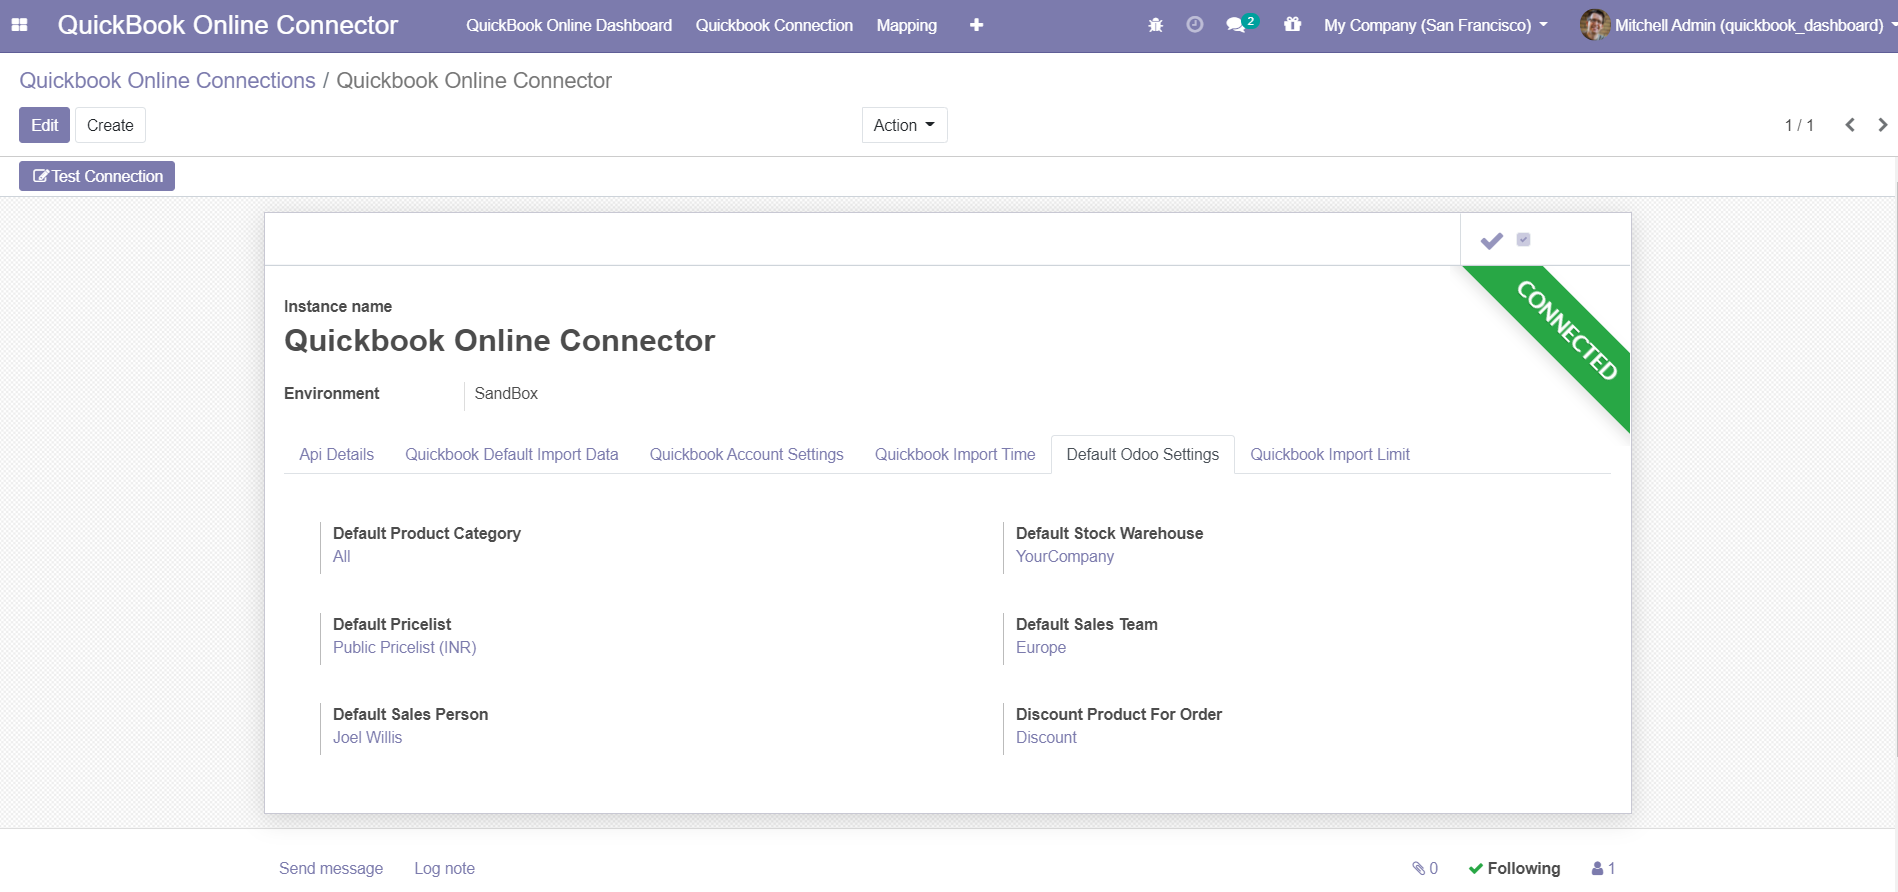 QuickBook Online Connector QuickBook Online Dashboard Quickbook Connection Mapping 2 My Company (San Francisco) Mitchell Admin (quickbook_dashboard)
Quickbook Online Connections / Quickbook Online Connector
Edit Create Action 1 / 1
Test Connection
CONNECTED
Instance name
Quickbook Online Connector
Environment SandBox
Api Details Quickbook Default Import Data Quickbook Account Settings Quickbook Import Time Default Odoo Settings Quickbook Import Limit
Default Product Category Default Stock Warehouse
All YourCompany
Default Pricelist Default Sales Team
Public Pricelist (INR) Europe
Default Sales Person Discount Product For Order
Joel Willis Discount
Send message Log note 0 Following 1